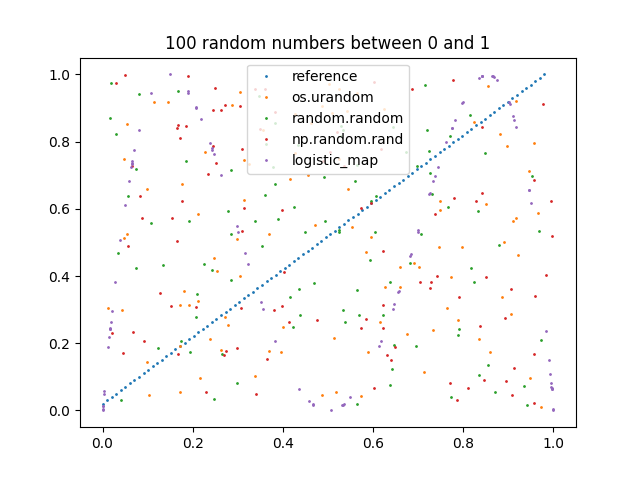 100 random numbers between 0 and 1
1.0
0.8
0.6
0.4
0.2
0.0
reference
os.urandom
random.random
np.random.rand
logistic_map
0.0 0.2 0.4 0.6 0.8 1.0